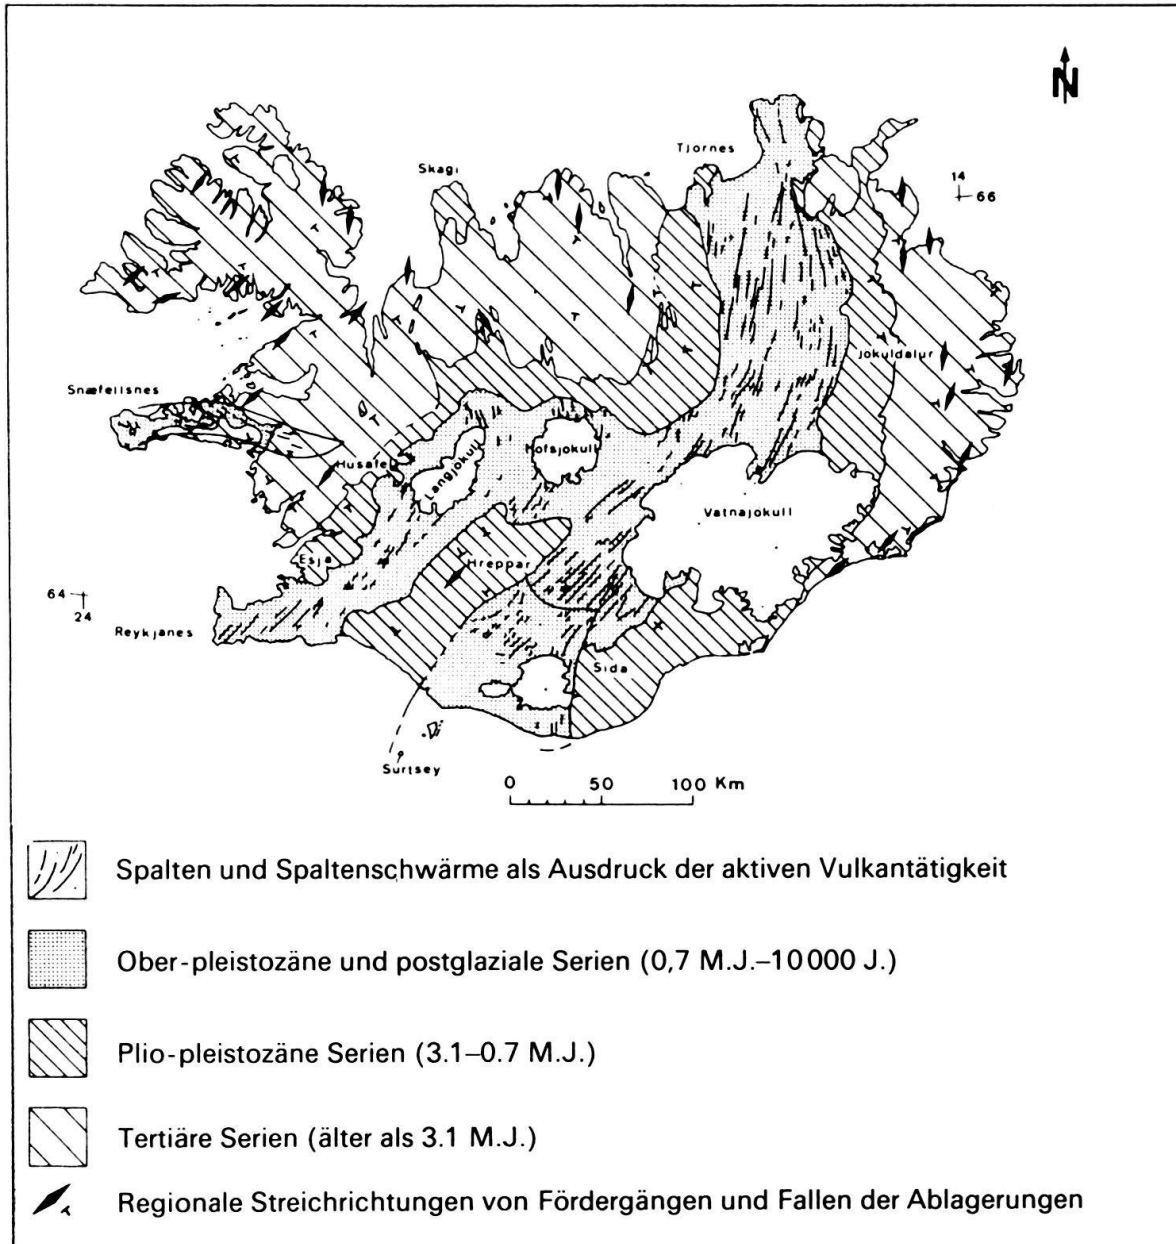 N
Tjornes
Skagi
14
66
Jokuldalur
Snæfellsnes
Husafell
Langjokull
Hofsjokull
Vatnajokull
Esja
Hreppar
64
24
Reykjanes
Sida
Surtsey
0 50 100 Km
Spalten und Spaltenschwärme als Ausdruck der aktiven Vulkantätigkeit
Ober-pleistozäne und postglaziale Serien (0,7 M.J.–10 000 J.)
Plio-pleistozäne Serien (3.1–0.7 M.J.)
Tertiäre Serien (älter als 3.1 M.J.)
Regionale Streichrichtungen von Fördergängen und Fallen der Ablagerungen